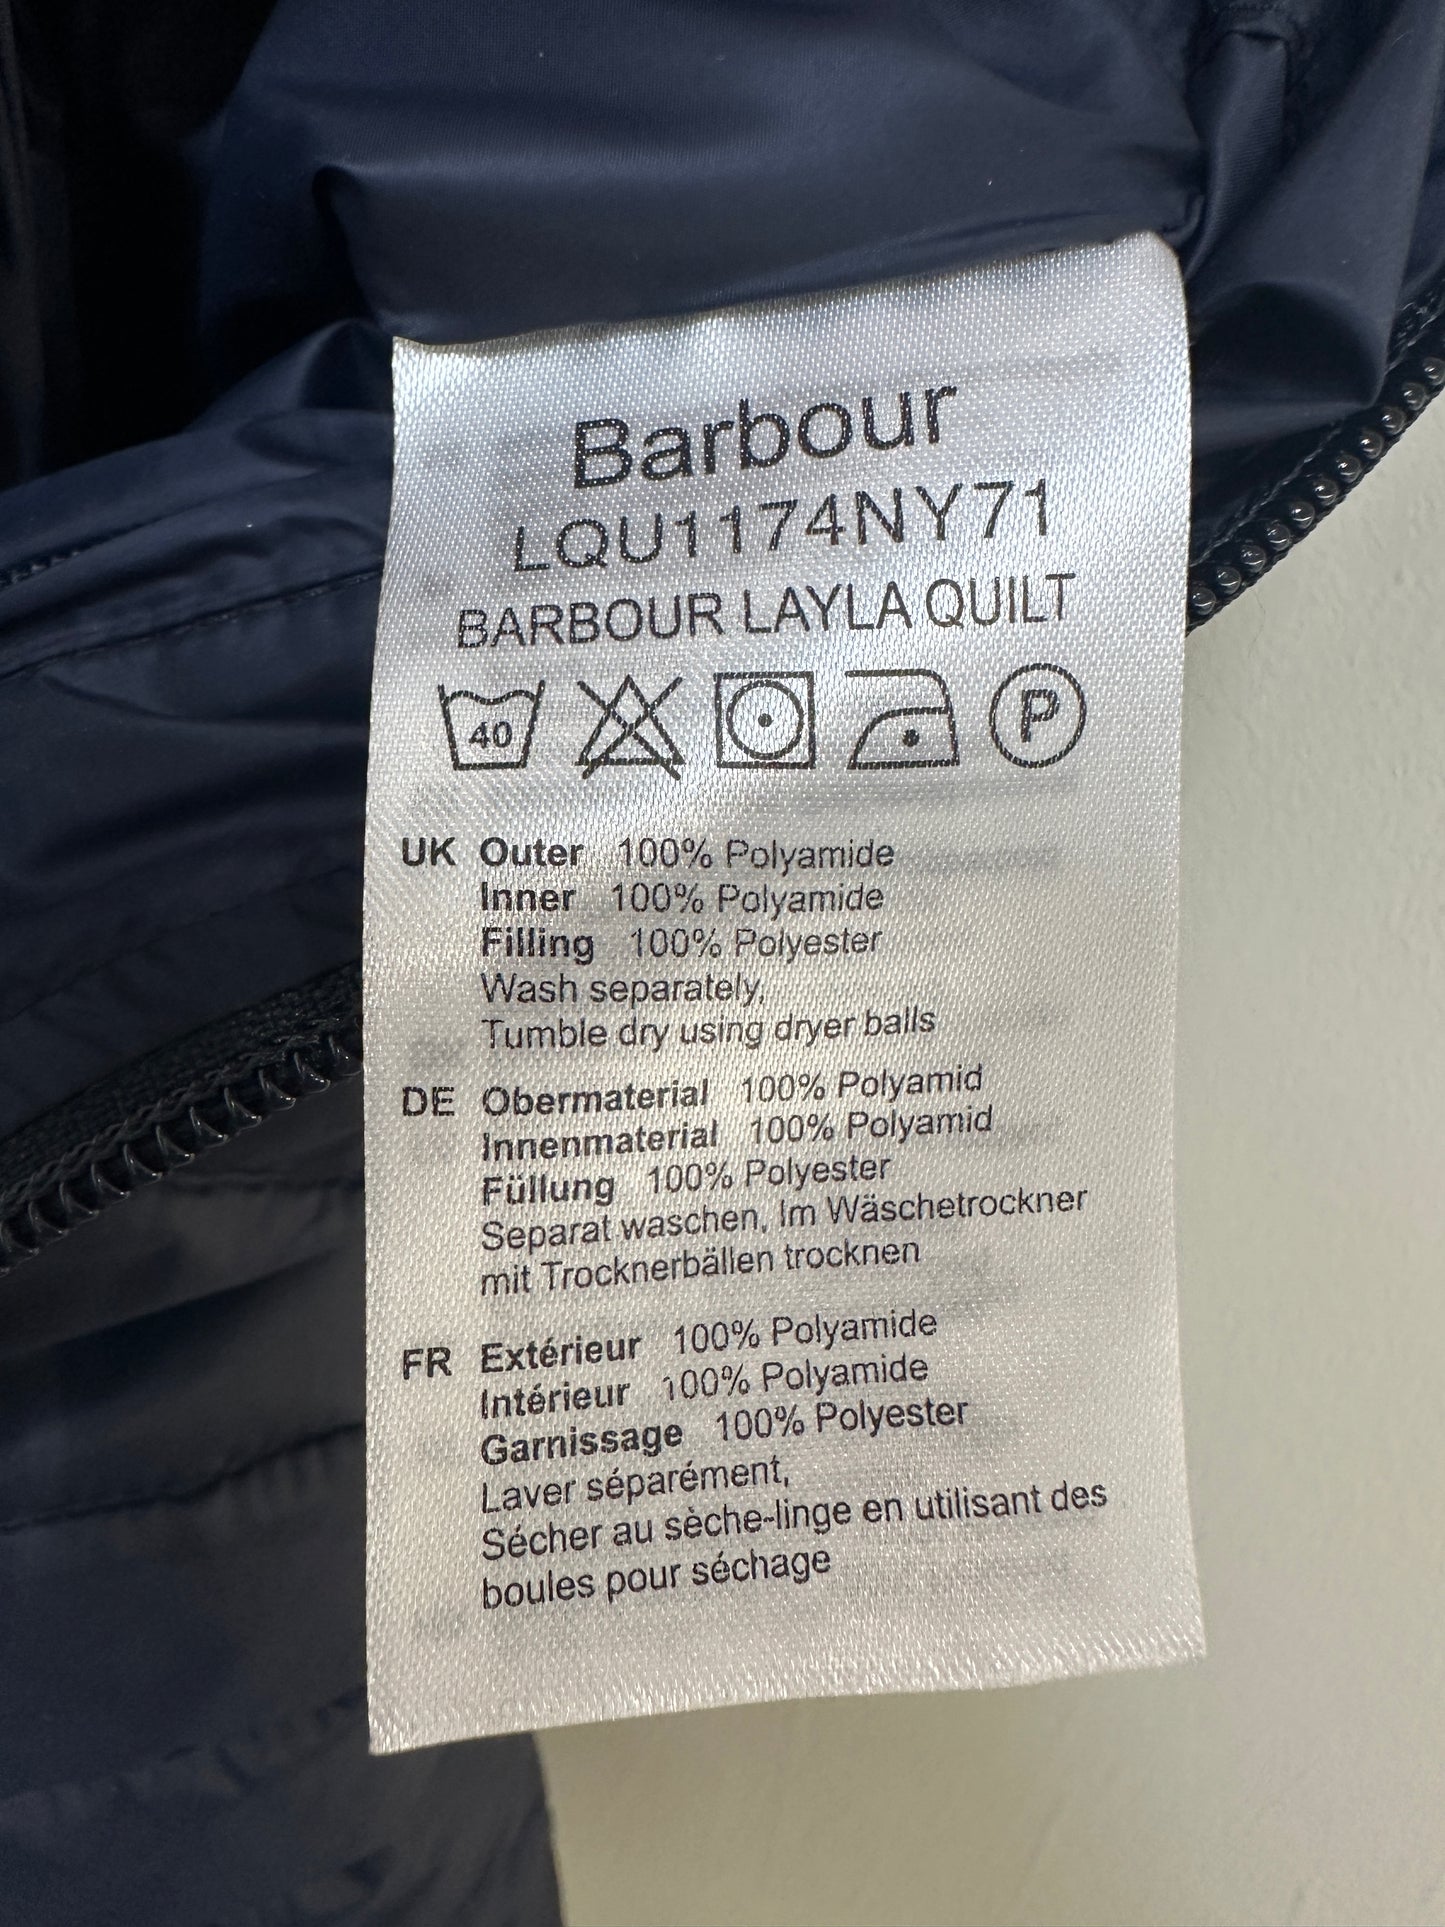 Barbour
LQU1174NY71
BARBOUR LAYLA QUILT
40 P
UK Outer 100% Polyamide
Inner 100% Polyamide
Filling 100% Polyester
Wash separately,
Tumble dry using dryer balls
DE Obermaterial 100% Polyamid
Innenmaterial 100% Polyamid
Füllung 100% Polyester
Separat waschen, Im Wäschetrockner
mit Trocknerbällen trocknen
FR Extérieur 100% Polyamide
Intérieur 100% Polyamide
Garnissage 100% Polyester
Laver séparément,
Sécher au sèche-linge en utilisant des
boules pour séchage